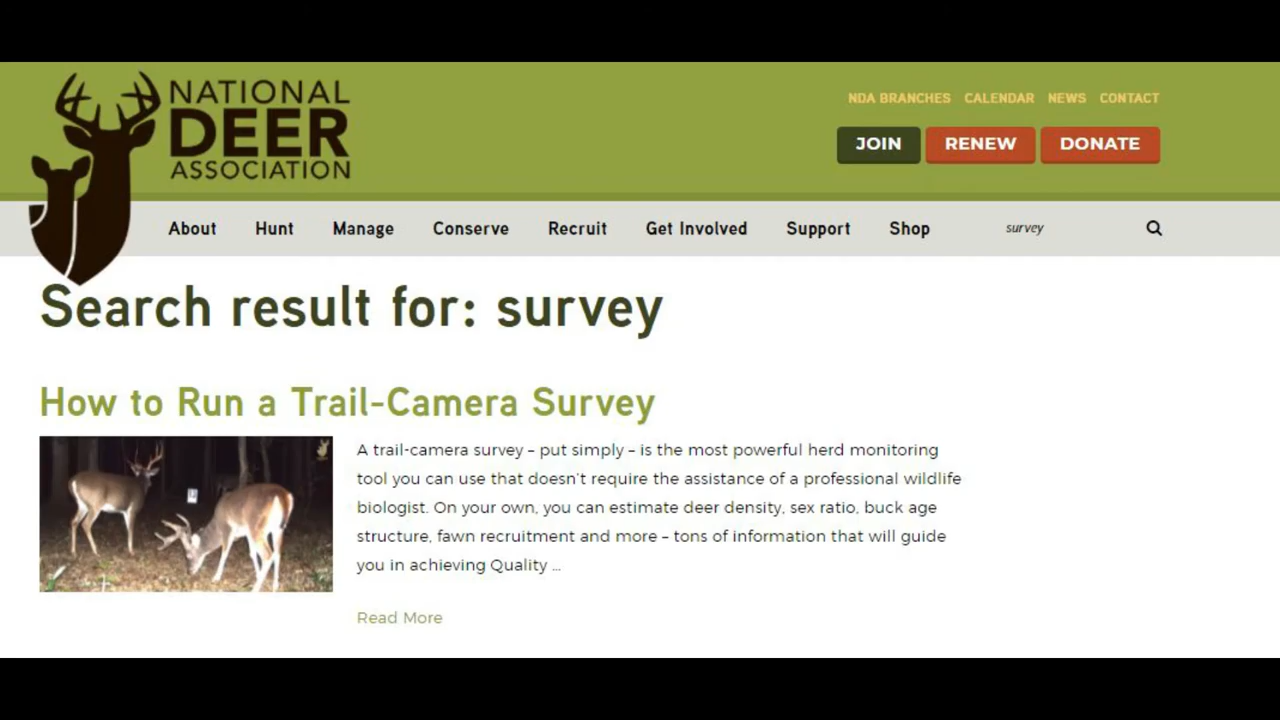 NATIONAL
DEER
ASSOCIATION
NDA BRANCHES CALENDAR NEWS CONTACT
JOIN RENEW DONATE
About Hunt Manage Conserve Recruit Get Involved Support Shop survey
Search result for: survey
How to Run a Trail-Camera Survey
A trail-camera survey – put simply – is the most powerful herd monitoring
tool you can use that doesn't require the assistance of a professional wildlife
biologist. On your own, you can estimate deer density, sex ratio, buck age
structure, fawn recruitment and more – tons of information that will guide
you in achieving Quality ...
Read More